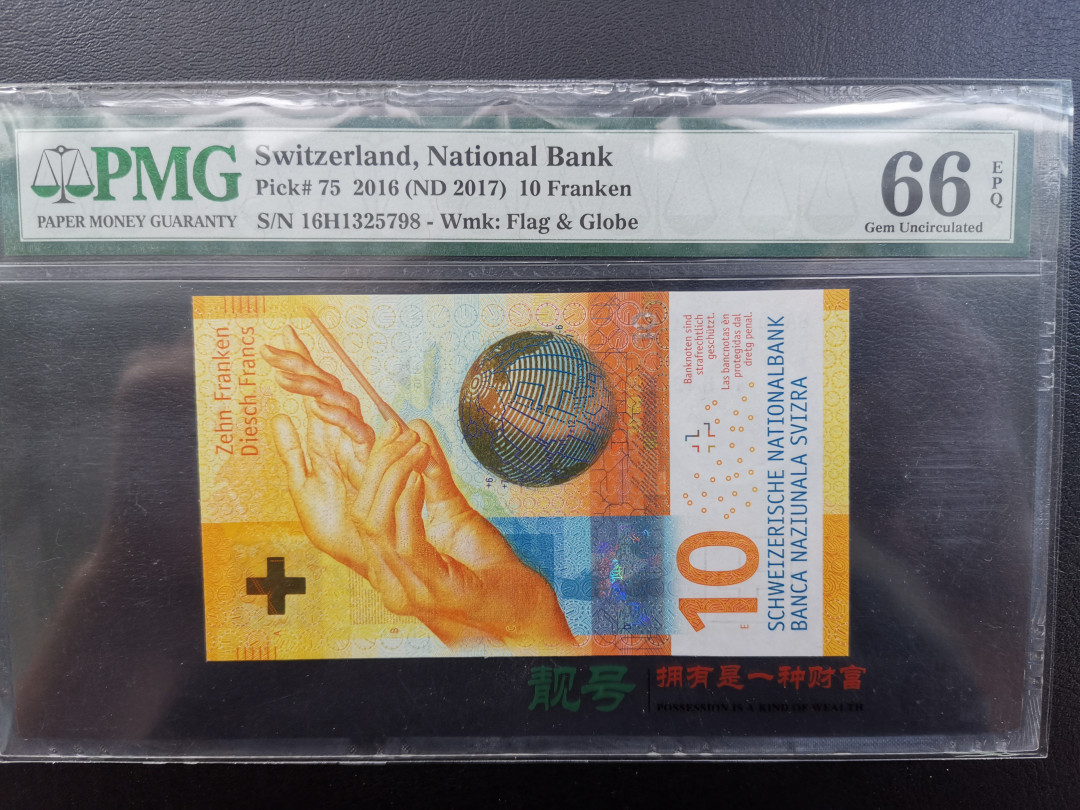 PMG
PAPER MONEY GUARANTY
Switzerland, National Bank
Pick# 75 2016 (ND 2017) 10 Franken
S/N 16H1325798 - Wmk: Flag & Globe
66
EPQ
Gem Uncirculated
Zehn Franken
Diesch Francs
Banknoten sind
strafrechtlich
geschützt.
Las bancnotas èn
protegidas dal
dretg penal.
10
SCHWEIZERISCHE NATIONALBANK
BANCA NAZIUNALA SVIZRA
靓号
拥有是一种财富
POSSESSION IS A KIND OF WEALTH